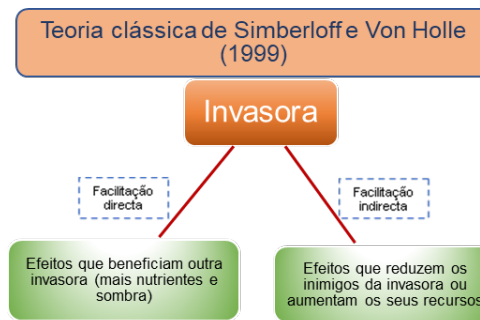 Teoria clássica de Simberloff e Von Holle
(1999)
Invasora
Facilitação
directa
Facilitação
indirecta
Efeitos que beneficiam outra
invasora (mais nutrientes e
sombra)
Efeitos que reduzem os
inimigos da invasora ou
aumentam os seus recursos